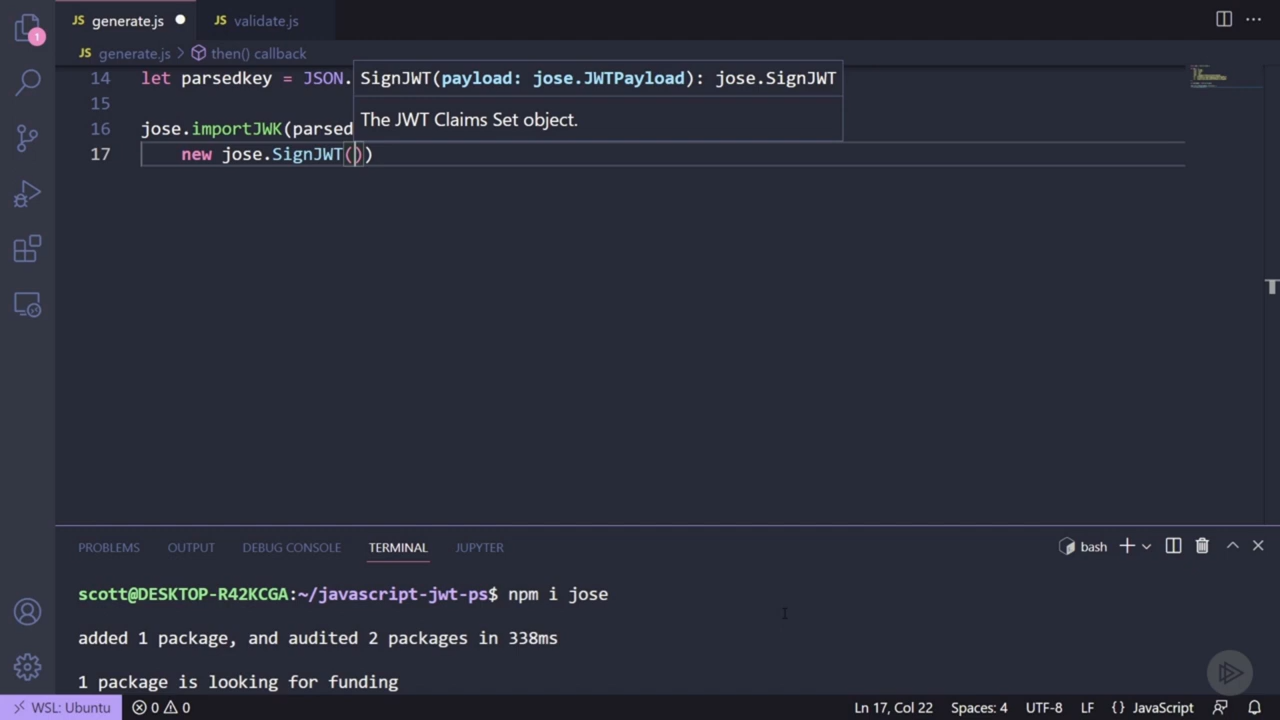 JS generate.js
JS validate.js
1
JS generate.js > then() callback
14 let parsedkey = JSON.
SignJWT(payload: jose.JWTPayload): jose.SignJWT
The JWT Claims Set object.
15
16 jose.importJWK(parsed
17 new jose.SignJWT())
PROBLEMS OUTPUT DEBUG CONSOLE TERMINAL JUPYTER
bash
scott@DESKTOP-R42KCGA:~/javascript-jwt-ps$ npm i jose
added 1 package, and audited 2 packages in 338ms
1 package is looking for funding
WSL: Ubuntu 0 0 Ln 17, Col 22 Spaces: 4 UTF-8 LF {} JavaScript